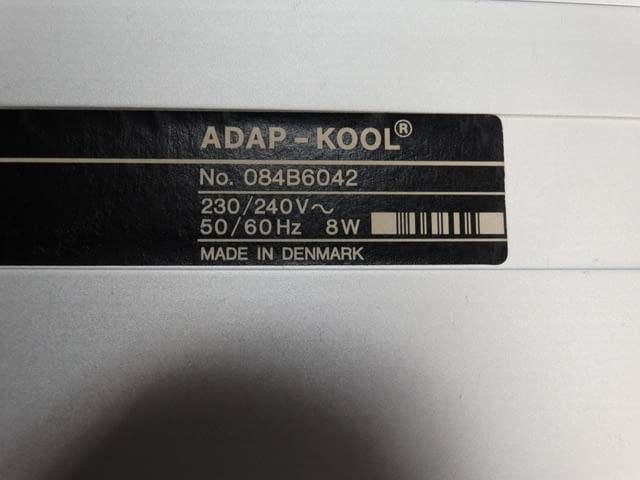 ADAP-KOOL®
No. 084B6042
230/240V~
50/60Hz 8W
MADE IN DENMARK